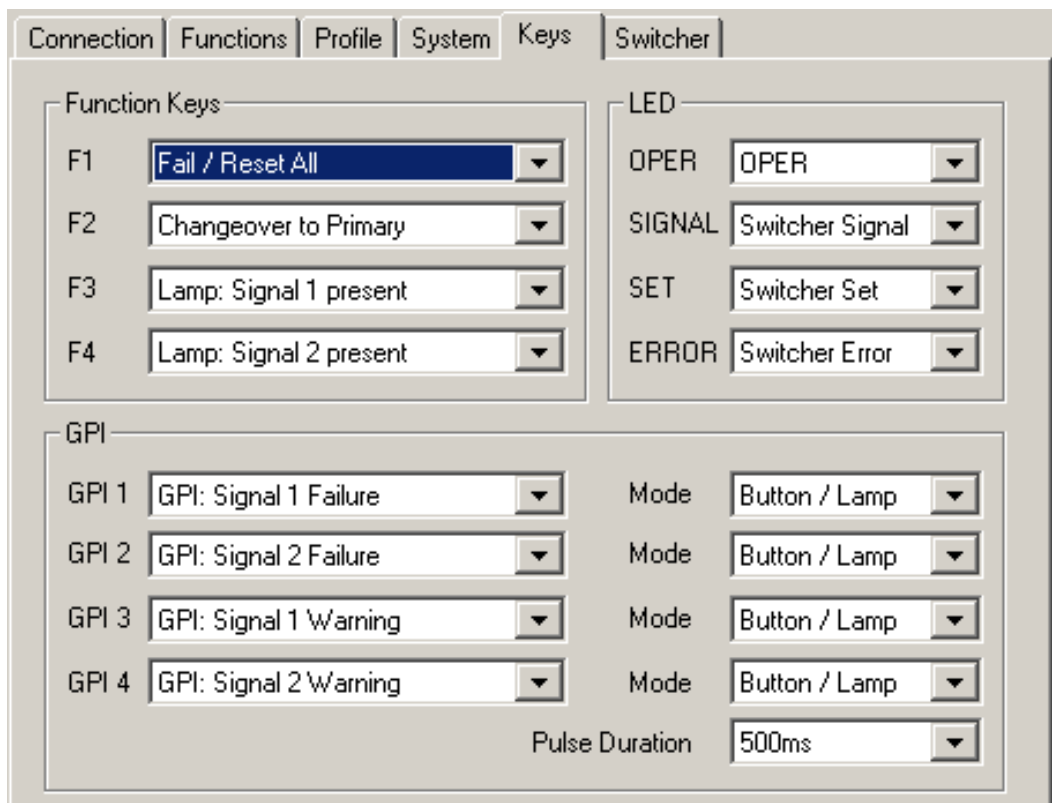 Connection Functions Profile System Keys Switcher
Function Keys
F1 Fail / Reset All
F2 Changeover to Primary
F3 Lamp: Signal 1 present
F4 Lamp: Signal 2 present
LED
OPER OPER
SIGNAL Switcher Signal
SET Switcher Set
ERROR Switcher Error
GPI
GPI 1 GPI: Signal 1 Failure Mode Button / Lamp
GPI 2 GPI: Signal 2 Failure Mode Button / Lamp
GPI 3 GPI: Signal 1 Warning Mode Button / Lamp
GPI 4 GPI: Signal 2 Warning Mode Button / Lamp
Pulse Duration 500ms